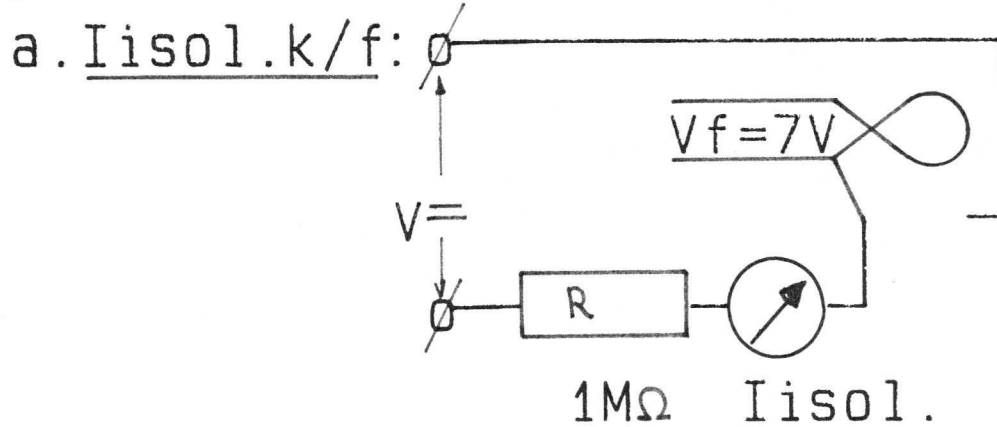 a. Iisol.k/f:
Vf=7V
V=
R
1MΩ Iisol.